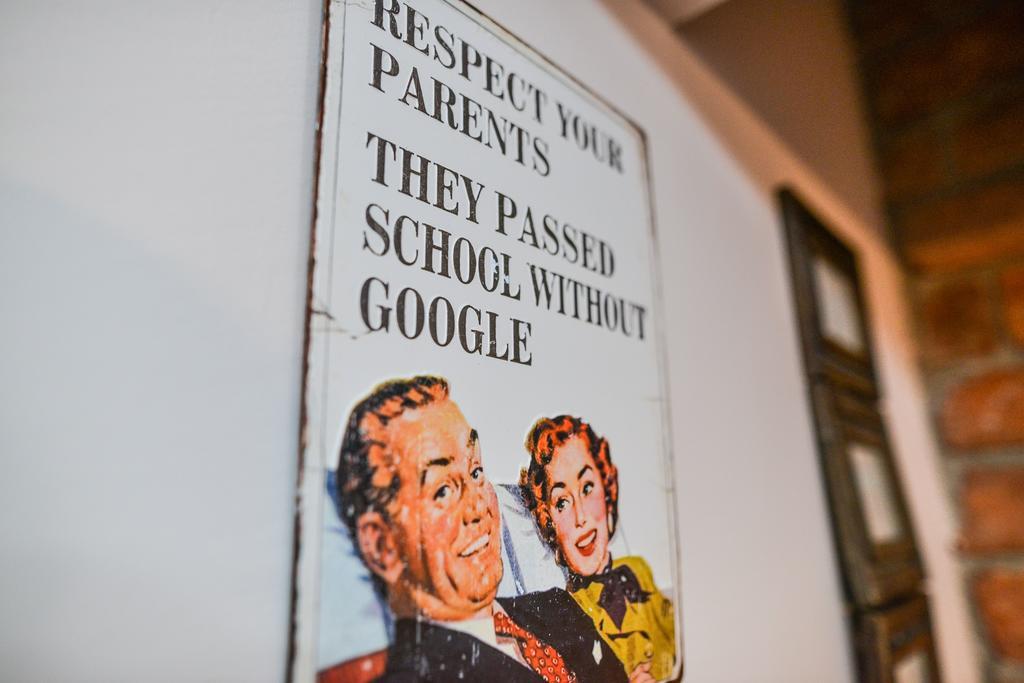 RESPECT YOUR
PARENTS
THEY PASSED
SCHOOL WITHOUT
GOOGLE